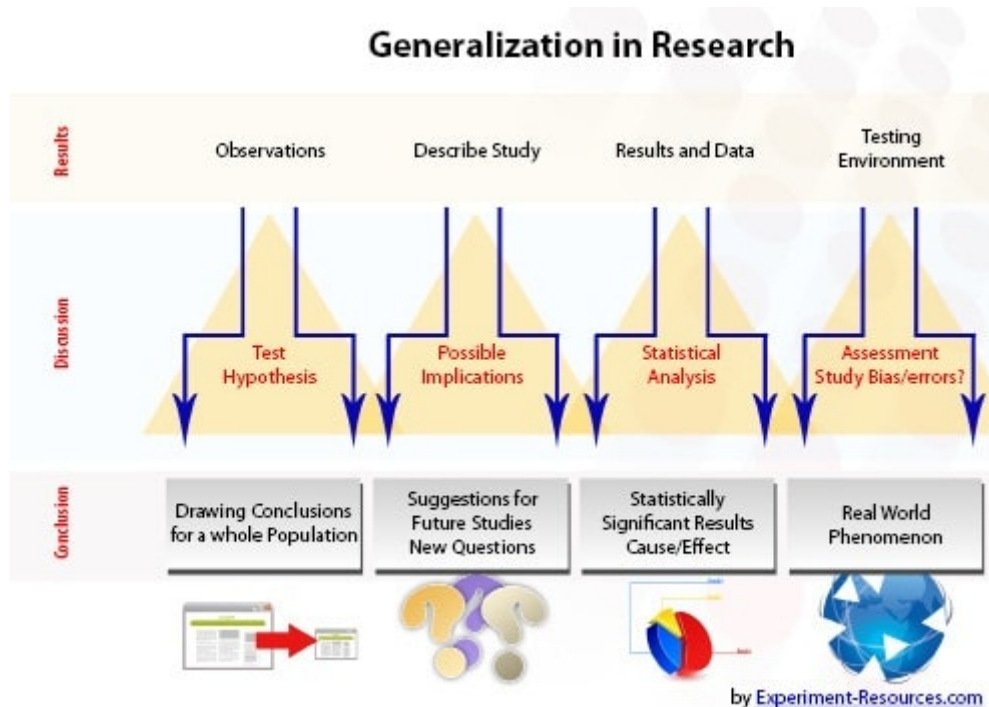 Generalization in Research
Results
Observations
Describe Study
Results and Data
Testing
Environment
Discussion
Test
Hypothesis
Possible
Implications
Statistical
Analysis
Assessment
Study Bias/errors?
Conclusion
Drawing Conclusions
for a whole Population
Suggestions for
Future Studies
New Questions
Statistically
Significant Results
Cause/Effect
Real World
Phenomenon
by Experiment-Resources.com